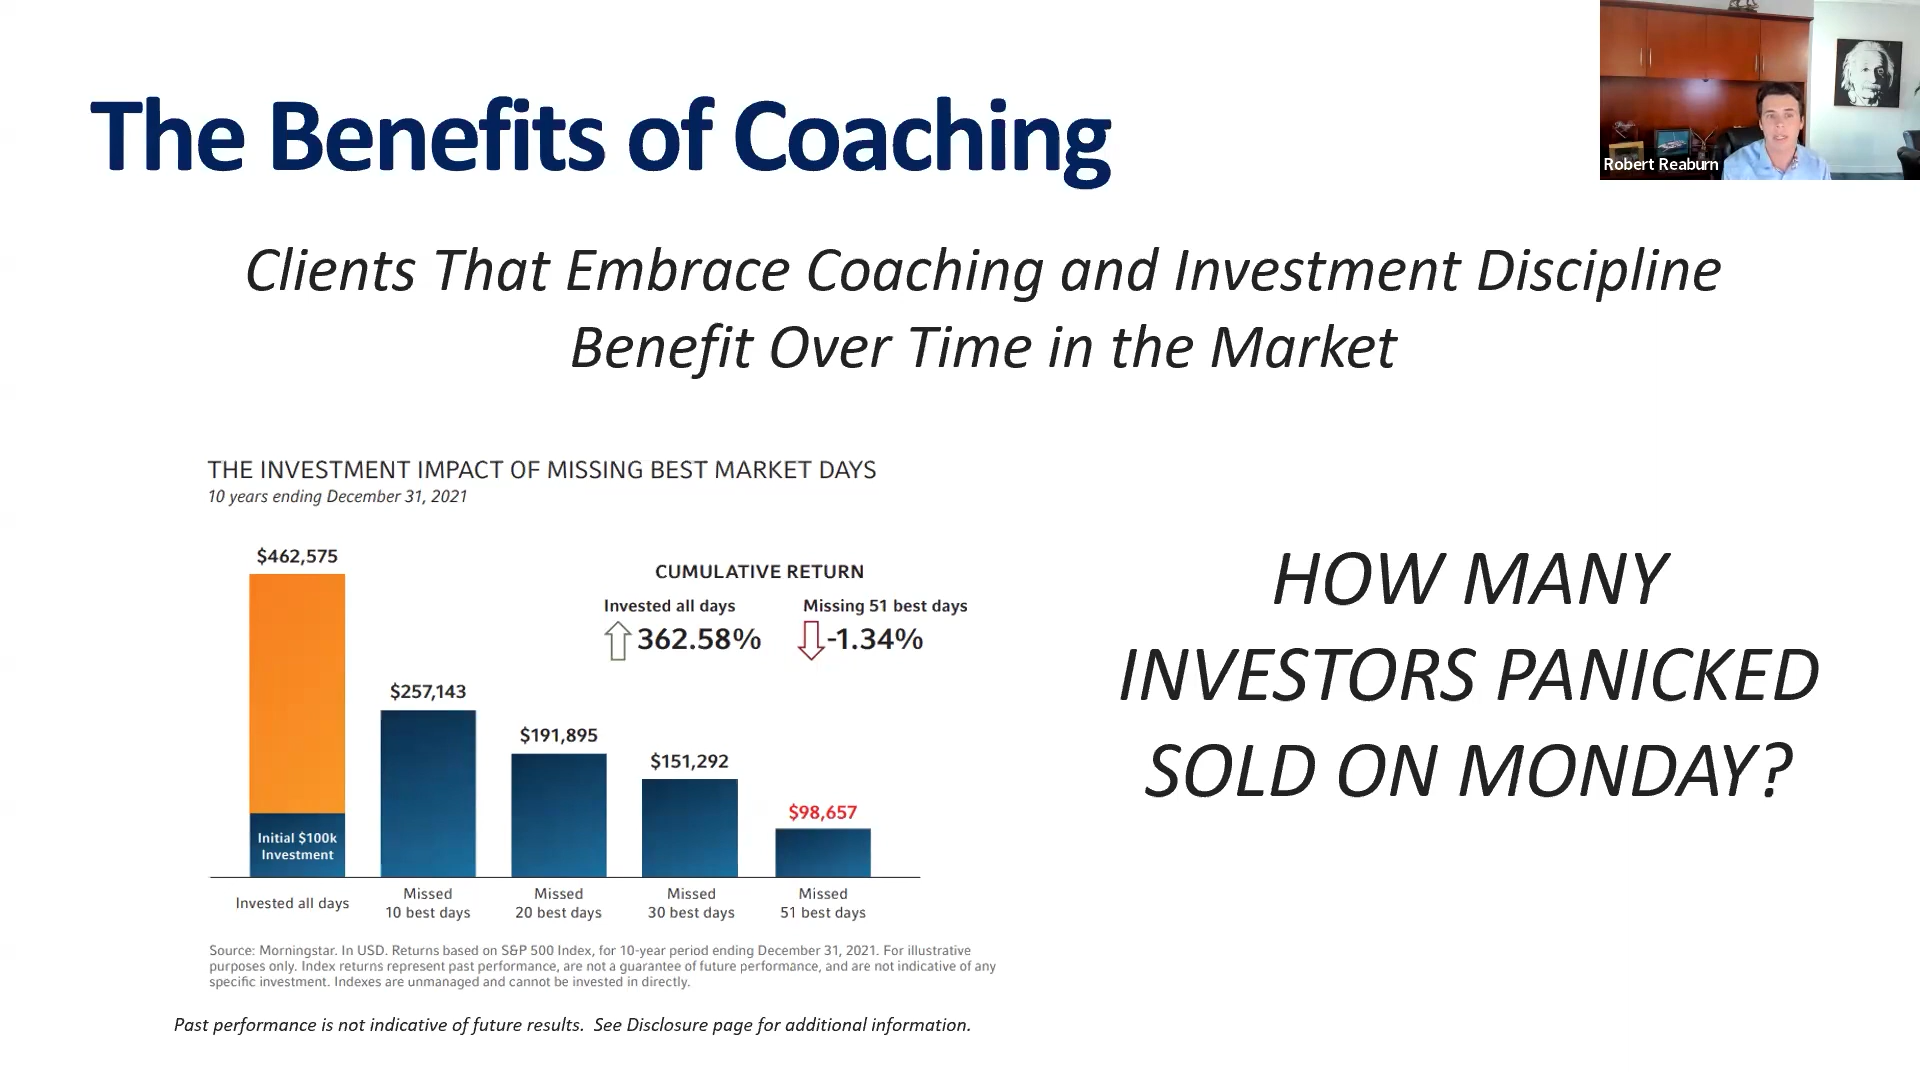 The Benefits of Coaching
Robert Reaburn
Clients That Embrace Coaching and Investment Discipline
Benefit Over Time in the Market
THE INVESTMENT IMPACT OF MISSING BEST MARKET DAYS
10 years ending December 31, 2021
$462,575
$257,143
$191,895
$151,292
$98,657
Initial $100k
Investment
CUMULATIVE RETURN
Invested all days
Missing 51 best days
362.58%
-1.34%
Invested all days
Missed
10 best days
Missed
20 best days
Missed
30 best days
Missed
51 best days
Source: Morningstar. In USD. Returns based on S&P 500 Index, for 10-year period ending December 31, 2021. For illustrative
purposes only. Index returns represent past performance, are not a guarantee of future performance, and are not indicative of any
specific investment. Indexes are unmanaged and cannot be invested in directly.
Past performance is not indicative of future results.  See Disclosure page for additional information.
HOW MANY
INVESTORS PANICKED
SOLD ON MONDAY?